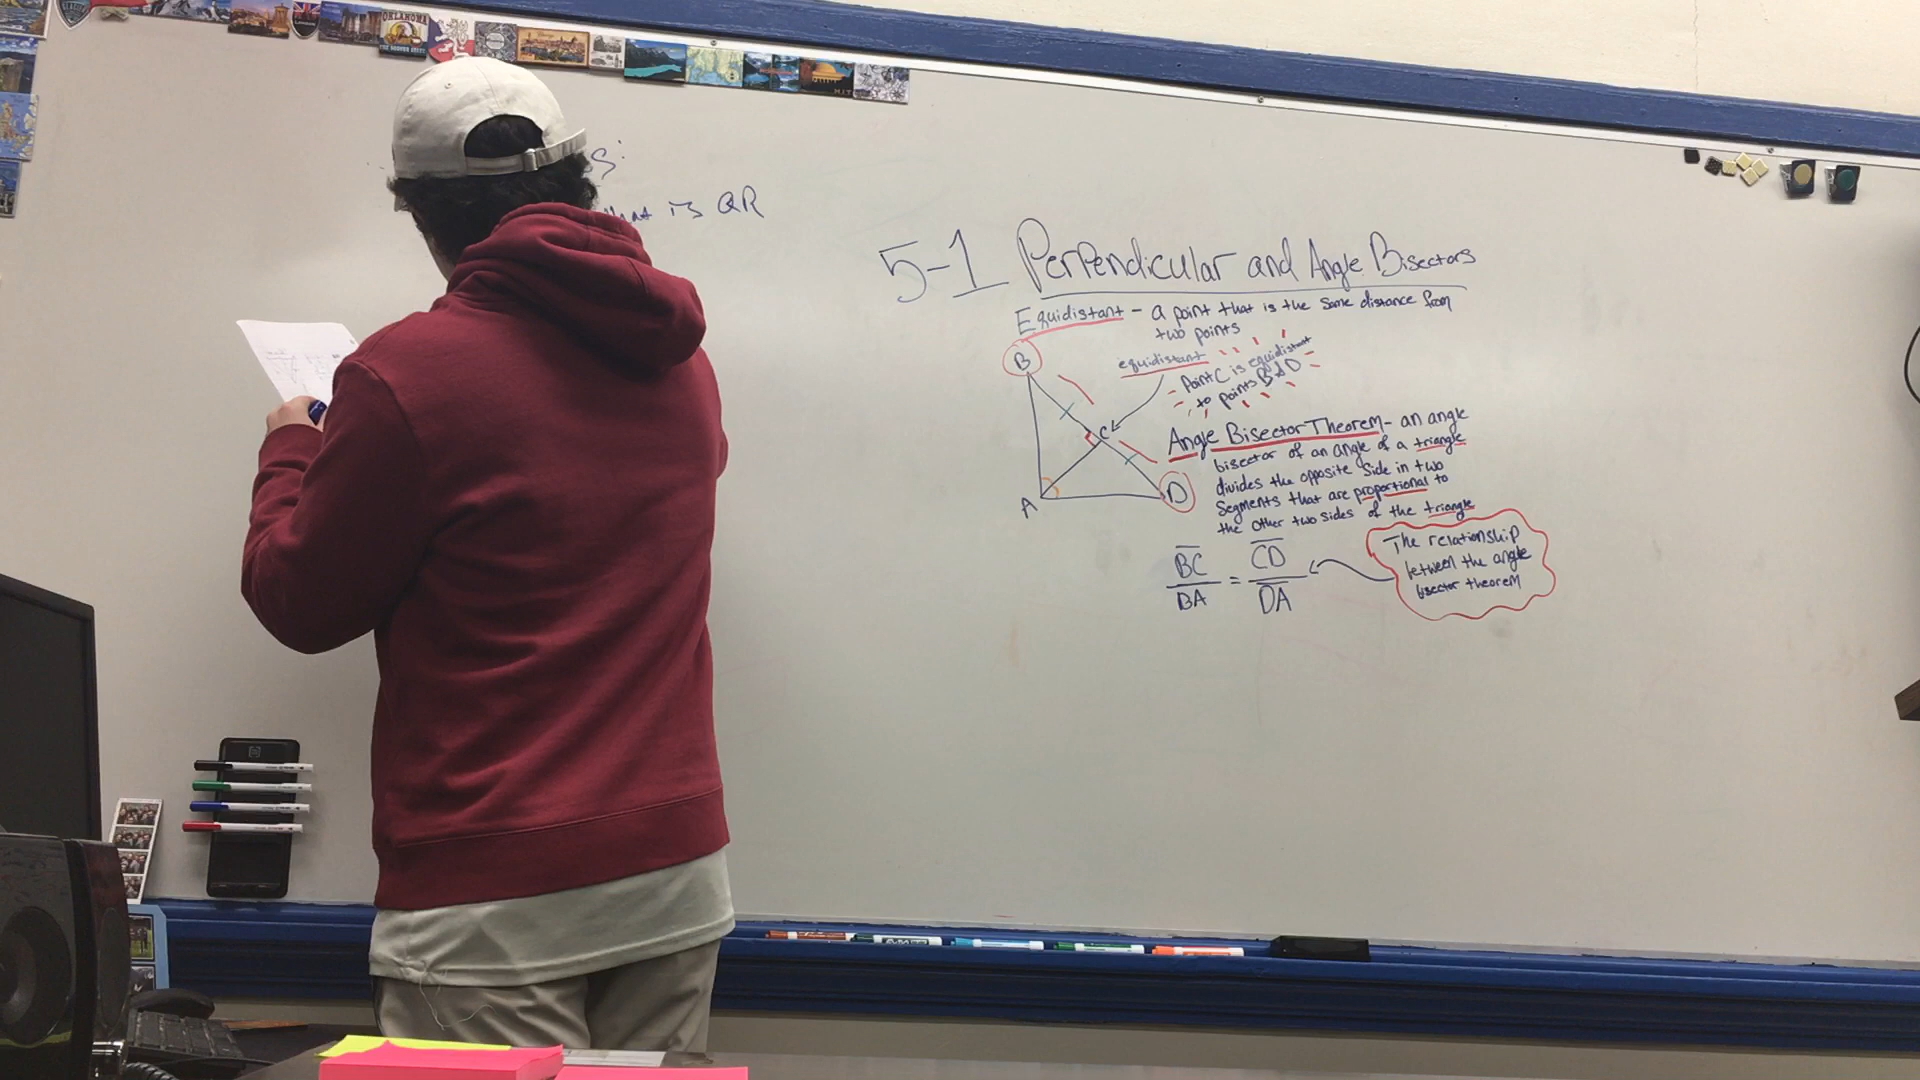 OKLAHOMA
M.I.T
s:
what is QR
5-1 Perpendicular and Angle Bisectors
Equidistant - a point that is the same distance from
two points
B
equidistant
Point C is equidistant
to points B & D
C
A
D
Angle Bisector Theorem - an angle
bisector of an angle of a triangle
divides the opposite side in two
segments that are proportional to
the other two sides of the triangle
BC/BA = CD/DA
The relationship
between the angle
bisector theorem